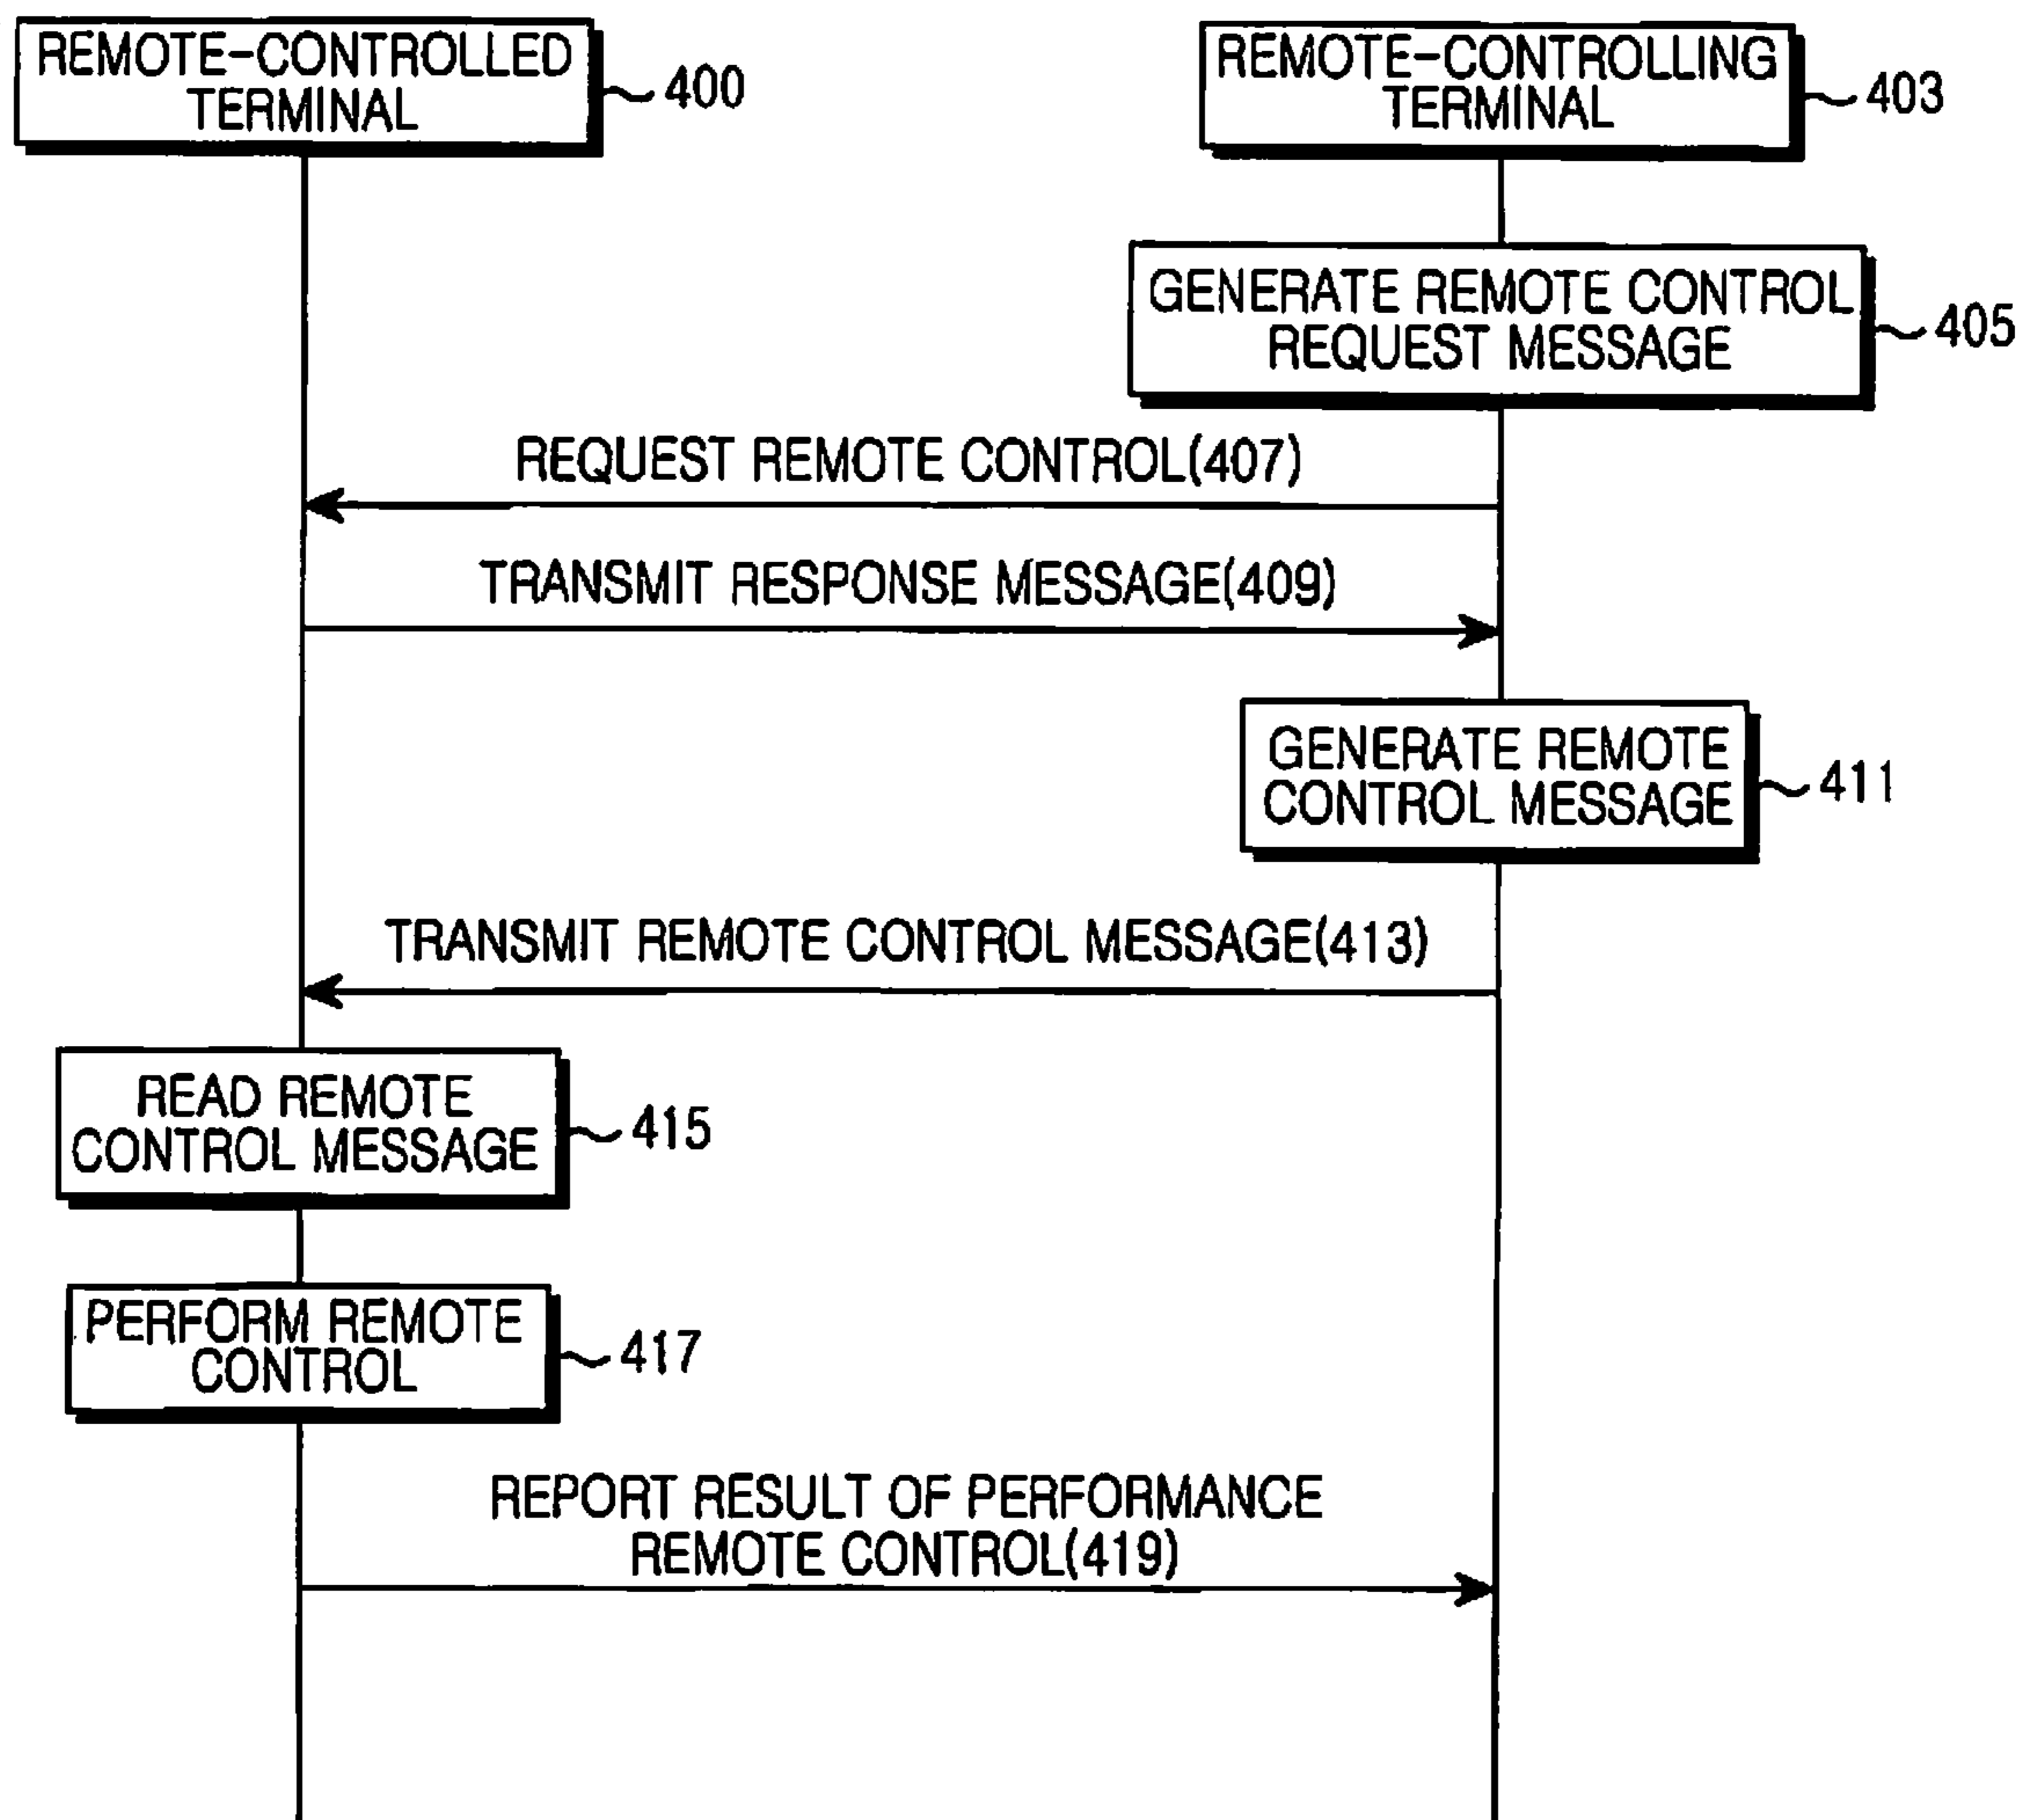 REMOTE-CONTROLLED
TERMINAL
400
REMOTE-CONTROLLING
TERMINAL
403
GENERATE REMOTE CONTROL
REQUEST MESSAGE
405
REQUEST REMOTE CONTROL(407)
TRANSMIT RESPONSE MESSAGE(409)
GENERATE REMOTE
CONTROL MESSAGE
411
TRANSMIT REMOTE CONTROL MESSAGE(413)
READ REMOTE
CONTROL MESSAGE
415
PERFORM REMOTE
CONTROL
417
REPORT RESULT OF PERFORMANCE
REMOTE CONTROL(419)